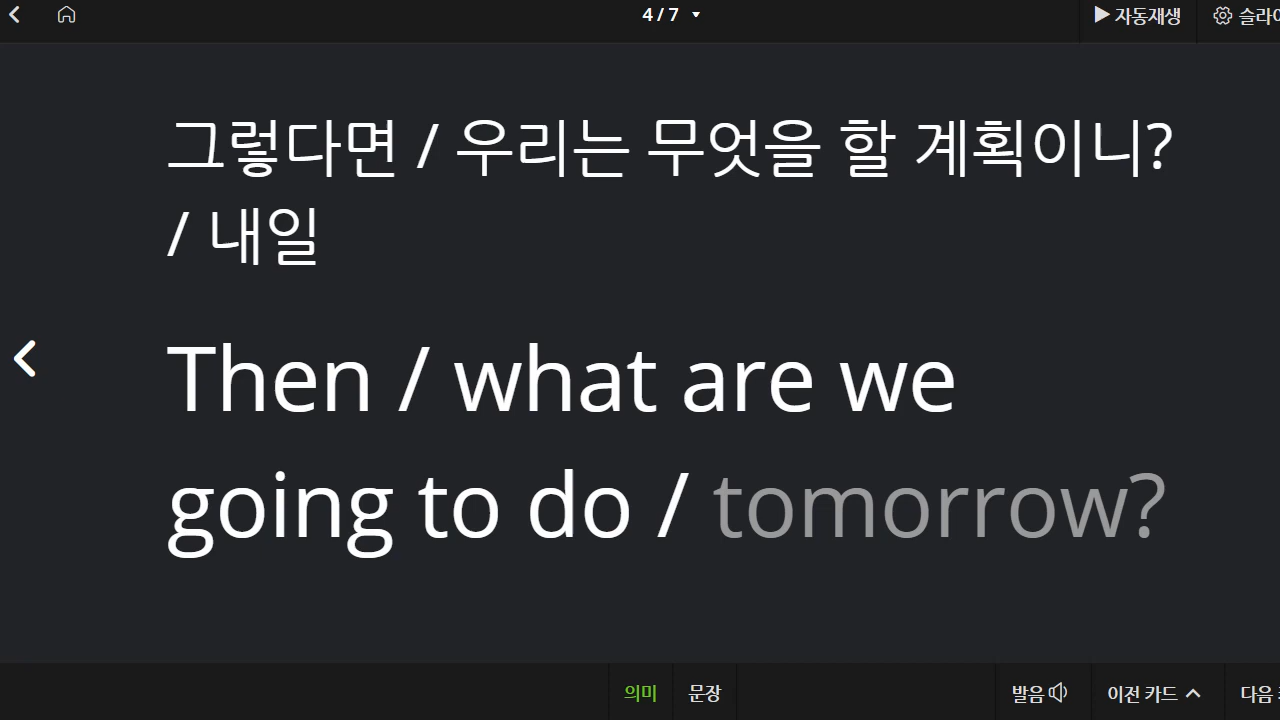 4 / 7
자동재생
그렇다면 / 우리는 무엇을 할 계획이니?
/ 내일
Then / what are we
going to do / tomorrow?
의미 문장 발음 이전 카드 다음